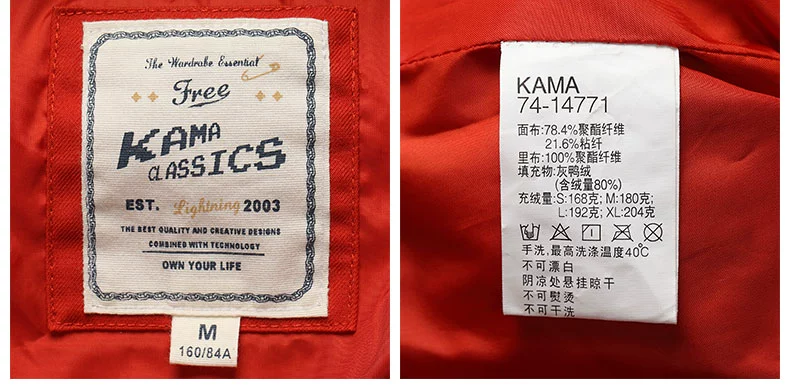 The Wardrabe Essential
Free
KAMA
CLASSICS
EST. Lightning 2003
THE BEST QUALITY AND CREATIVE DESIGNS
COMBINED WITH TECHNOLOGY
OWN YOUR LIFE
M
160/84A
KAMA
74-14771
面布:78.4%聚酯纤维
21.6%粘纤
里布:100%聚酯纤维
填充物:灰鸭绒
(含绒量80%)
充绒量:S:168克; M:180克;
L:192克; XL:204克
手洗,最高洗涤温度40℃
不可漂白
阴凉处悬挂晾干
不可熨烫
不可干洗